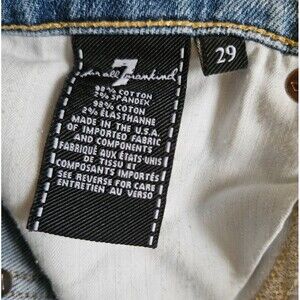 7
for all mankind
29
98% COTTON
2% SPANDEX
98% COTON
2% ÉLASTHANNE
MADE IN THE U.S.A.
OF IMPORTED FABRIC
AND COMPONENTS
FABRIQUÉ AUX ÉTATS-UNIS
DE TISSU ET
COMPOSANTS IMPORTÉS
SEE REVERSE FOR CARE
ENTRETIEN AU VERSO